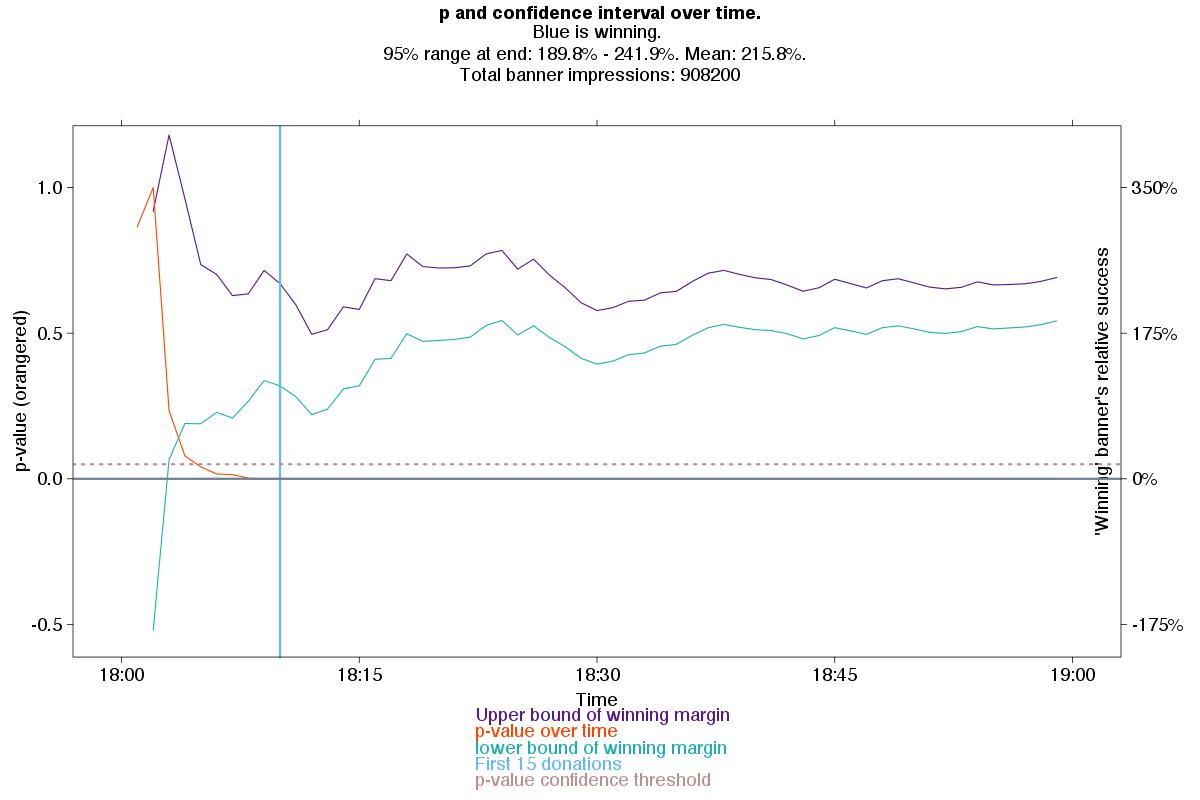 p and confidence interval over time.
Blue is winning.
95% range at end: 189.8% - 241.9%. Mean: 215.8%.
Total banner impressions: 908200
1.0
0.5
0.0
-0.5
p-value (orangered)
350%
175%
0%
-175%
'Winning' banner's relative success
18:00 18:15 18:30 18:45 19:00
Time
Upper bound of winning margin
p-value over time
lower bound of winning margin
First 15 donations
p-value confidence threshold